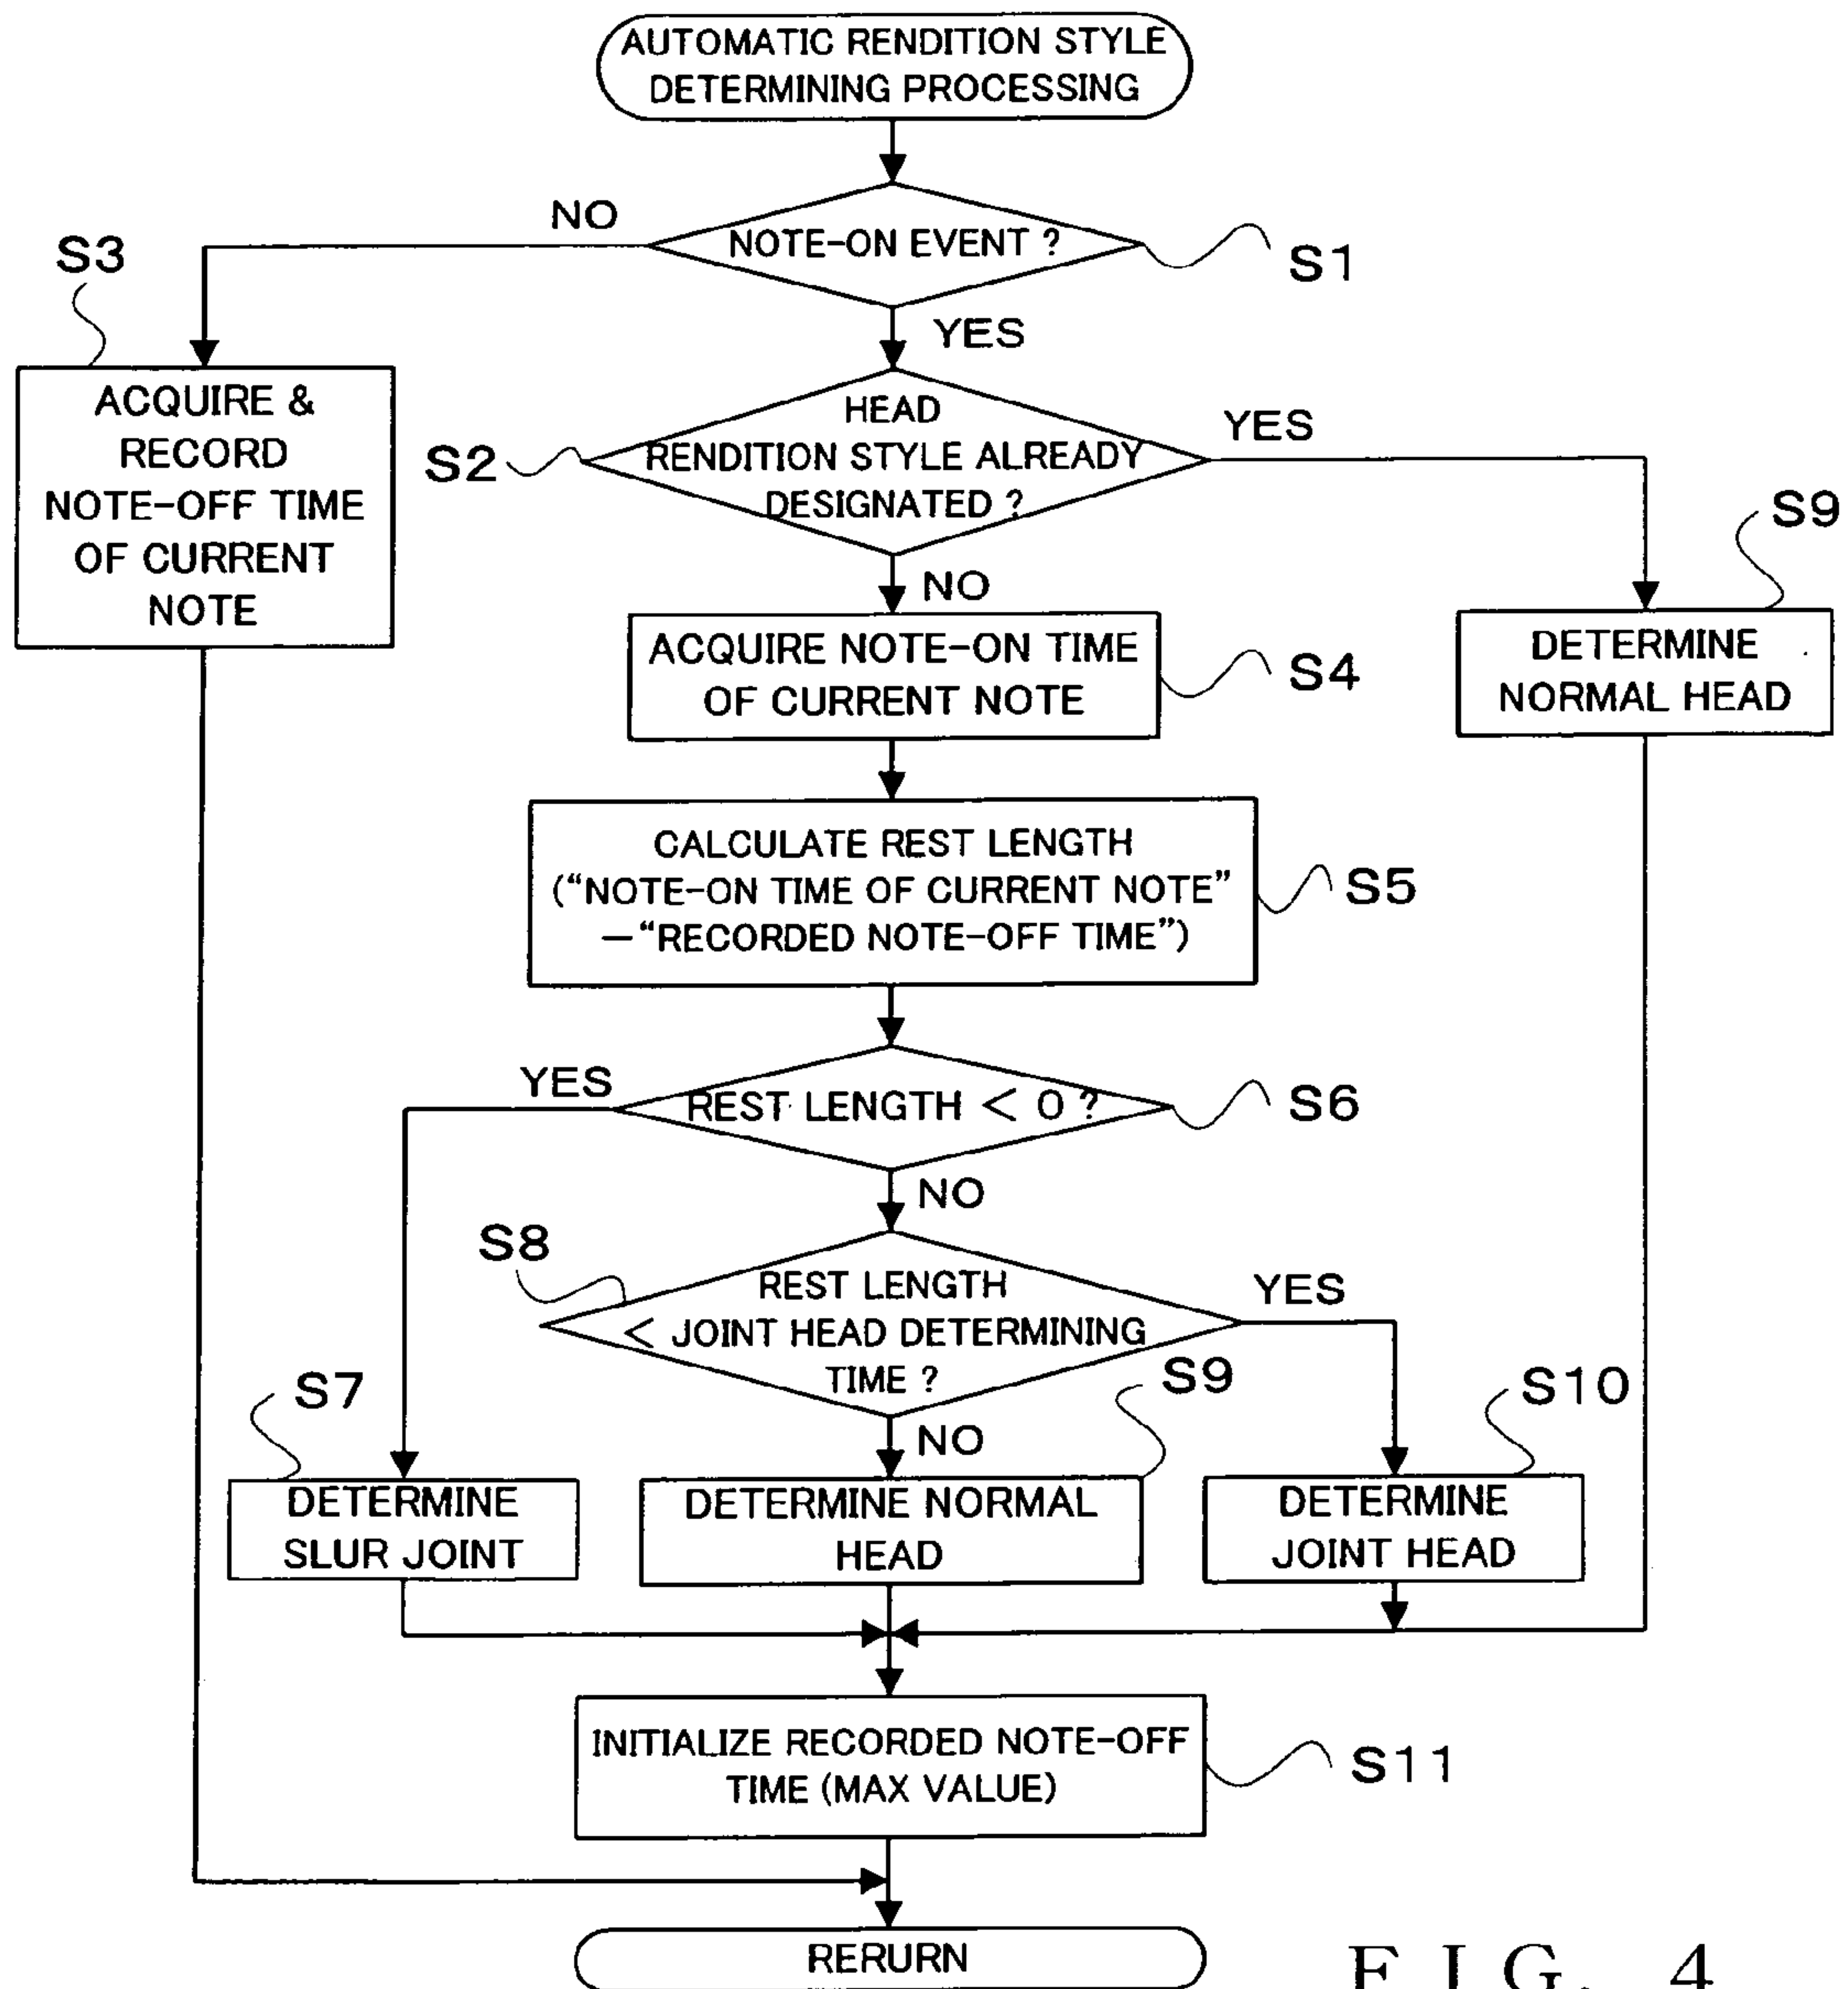 AUTOMATIC RENDITION STYLE
DETERMINING PROCESSING
NO
NOTE-ON EVENT ?
S1
S3
YES
ACQUIRE &
RECORD
NOTE-OFF TIME
OF CURRENT
NOTE
HEAD
RENDITION STYLE ALREADY
DESIGNATED ?
S2
YES
S9
NO
ACQUIRE NOTE-ON TIME
OF CURRENT NOTE
S4
DETERMINE
NORMAL HEAD
CALCULATE REST LENGTH
(“NOTE-ON TIME OF CURRENT NOTE”
—“RECORDED NOTE-OFF TIME”)
S5
YES
REST LENGTH < 0 ?
S6
NO
S8
REST LENGTH
< JOINT HEAD DETERMINING
TIME ?
YES
S7
S9
S10
NO
DETERMINE
SLUR JOINT
DETERMINE NORMAL
HEAD
DETERMINE
JOINT HEAD
INITIALIZE RECORDED NOTE-OFF
TIME (MAX VALUE)
S11
RERURN
FIG. 4